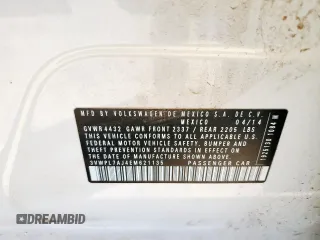 MFD BY VOLKSWAGEN DE MEXICO S.A. DE C.V.
MEXICO 04/14
GVWR 4432 GAWR FRONT 2337 / REAR 2205 LBS
THIS VEHICLE CONFORMS TO ALL APPLICABLE U.S.
FEDERAL MOTOR VEHICLE SAFETY, BUMPER AND
THEFT PREVENTION STANDARDS IN EFFECT ON
THE DATE OF MANUFACTURE SHOWN ABOVE
3VWPL7AJ4EM621135 PASSENGER CAR
DREAMBID